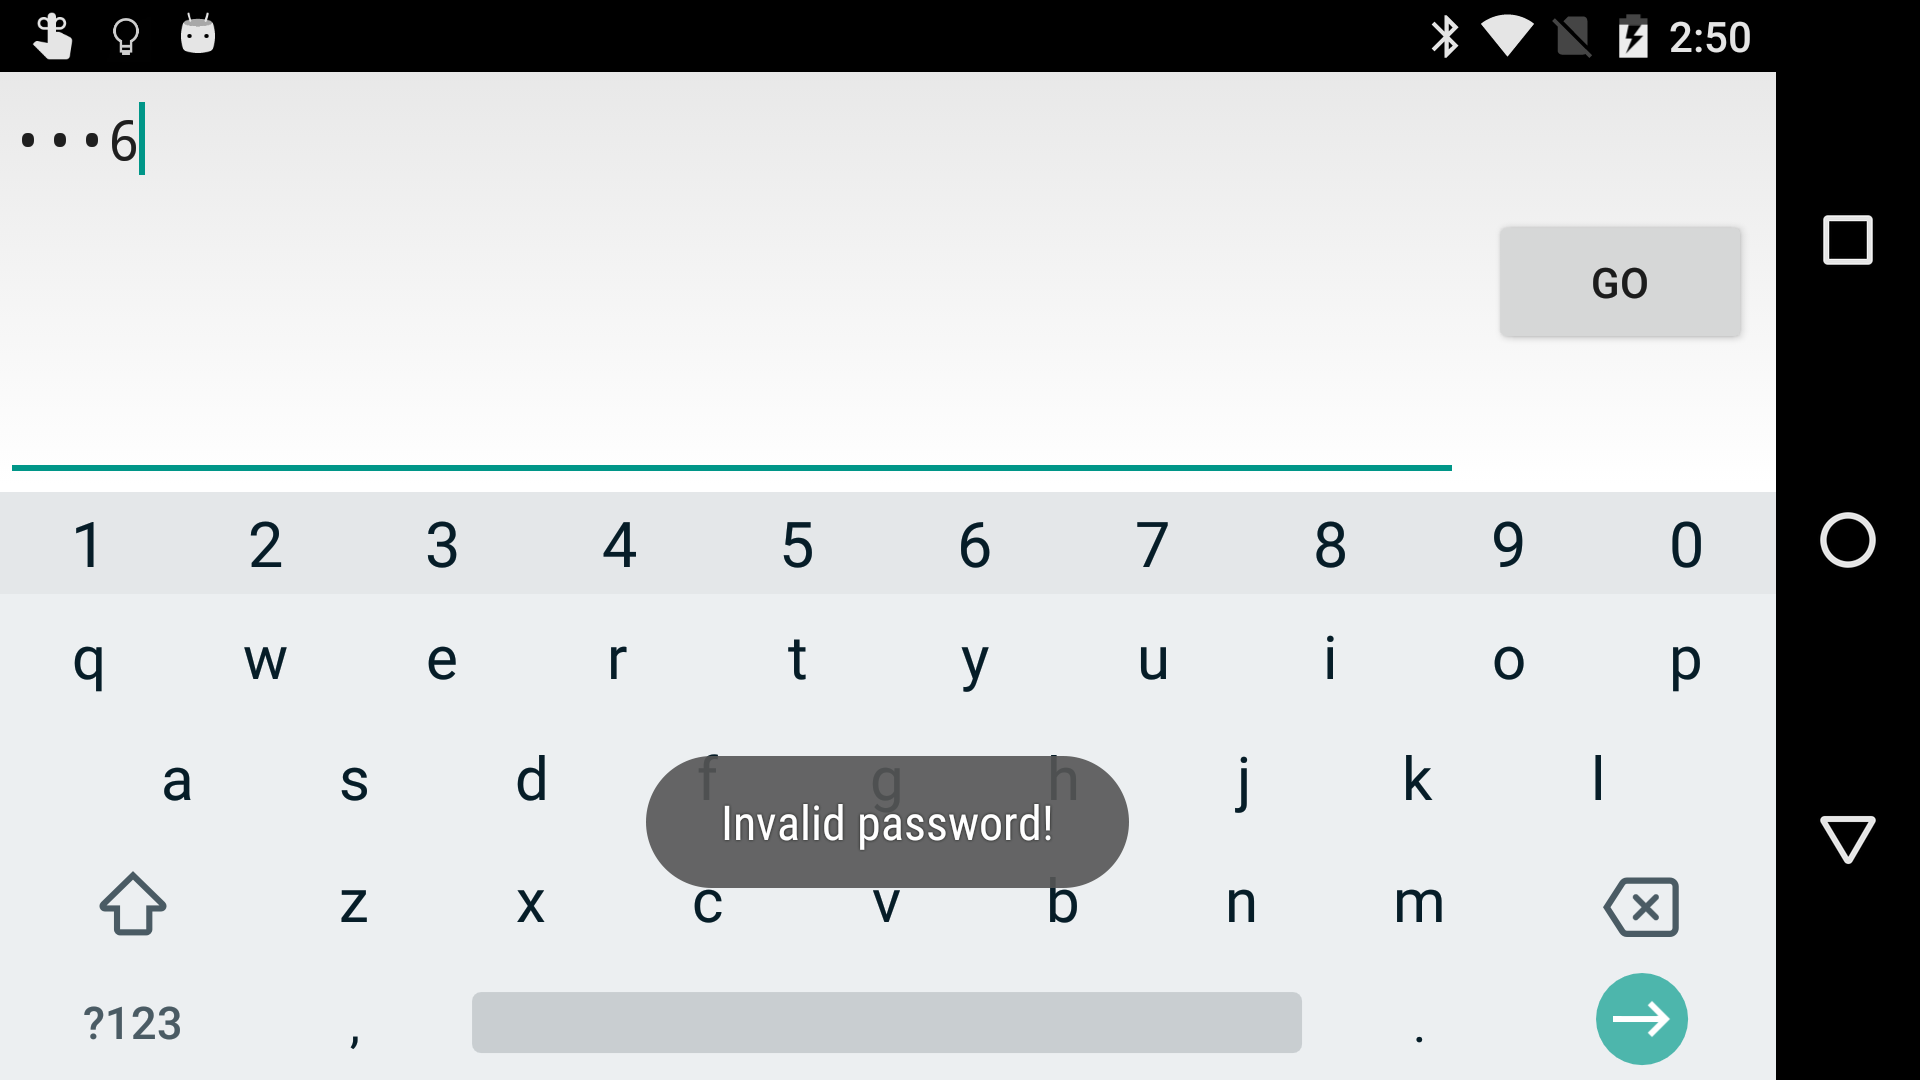 2:50
•••6
GO
1 2 3 4 5 6 7 8 9 0
q w e r t y u i o p
a s d f g h j k l
Invalid password!
z x c v b n m
?123 , .